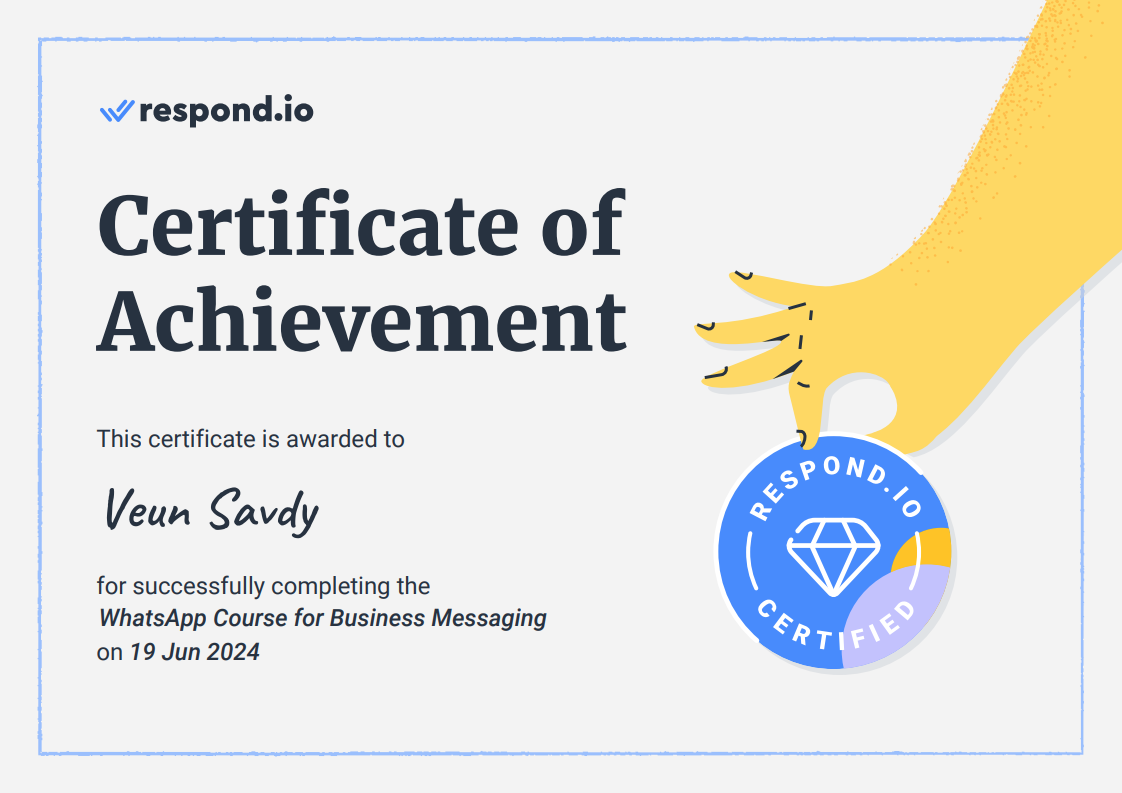 respond.io
Certificate of
Achievement
This certificate is awarded to
Veun Savdy
for successfully completing the
WhatsApp Course for Business Messaging
on 19 Jun 2024
RESPOND.IO
CERTIFIED